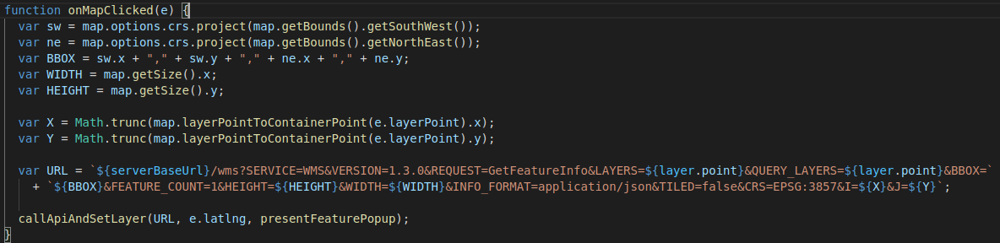 function onMapClicked(e) {
  var sw = map.options.crs.project(map.getBounds().getSouthWest());
  var ne = map.options.crs.project(map.getBounds().getNorthEast());
  var BBOX = sw.x + "," + sw.y + "," + ne.x + "," + ne.y;
  var WIDTH = map.getSize().x;
  var HEIGHT = map.getSize().y;

  var X = Math.trunc(map.layerPointToContainerPoint(e.layerPoint).x);
  var Y = Math.trunc(map.layerPointToContainerPoint(e.layerPoint).y);

  var URL = `${serverBaseUrl}/wms?SERVICE=WMS&VERSION=1.3.0&REQUEST=GetFeatureInfo&LAYERS=${layer.point}&QUERY_LAYERS=${layer.point}&BBOX=`
    + `${BBOX}&FEATURE_COUNT=1&HEIGHT=${HEIGHT}&WIDTH=${WIDTH}&INFO_FORMAT=application/json&TILED=false&CRS=EPSG:3857&I=${X}&J=${Y}`;

  callApiAndSetLayer(URL, e.latlng, presentFeaturePopup);
}